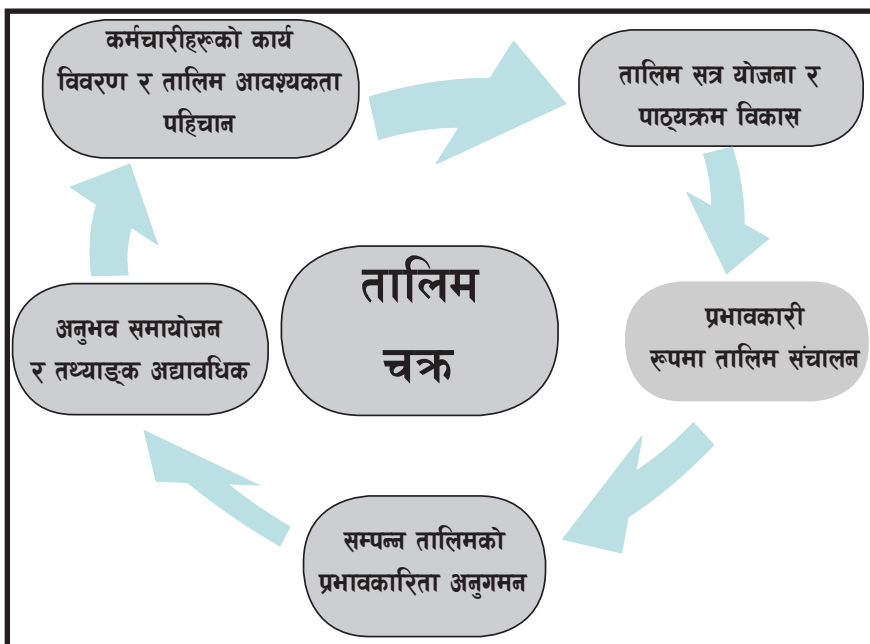 कर्मचारीहरूको कार्य
विवरण र तालिम आवश्यकता
पहिचान
तालिम सत्र योजना र
पाठ्यक्रम विकास
प्रभावकारी
रूपमा तालिम संचालन
सम्पन्न तालिमको
प्रभावकारिता अनुगमन
अनुभव समायोजन
र तथ्याङ्क अद्यावधिक
तालिम
चक्र